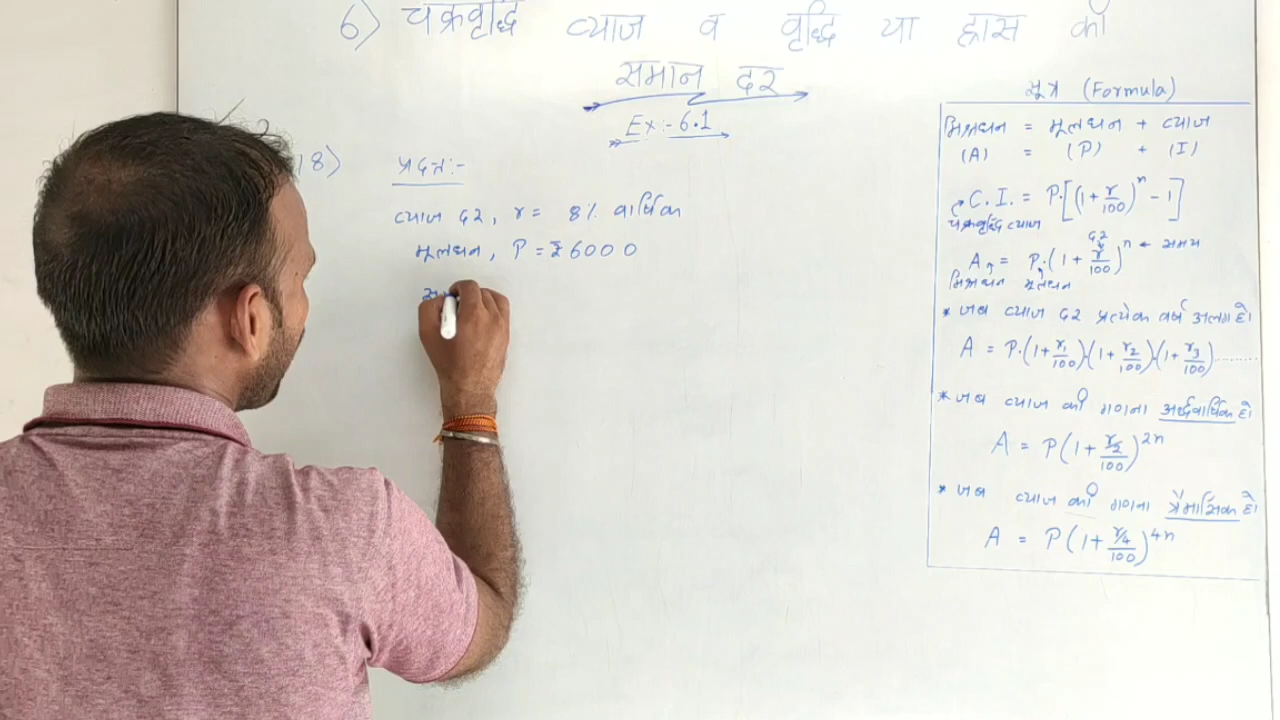 6) चक्रवृद्धि ब्याज व वृद्धि या ह्रास की
समान दर
Ex:- 6.1
18) प्रदत्त:-
ब्याज दर, r = 8% वार्षिक
मूलधन, P = ₹6000
सूत्र (Formula)
मिश्रधन = मूलधन + ब्याज
(A) = (P) + (I)
C.I. = P.[(1+r/100)^n - 1]
चक्रवृद्धि ब्याज
दर
A = P.(1+r/100)^n ← समय
मिश्रधन मूलधन
* जब ब्याज दर प्रत्येक वर्ष अलग हो।
A = P.(1+r₁/100).(1+r₂/100).(1+r₃/100).........
* जब ब्याज की गणना अर्द्धवार्षिक हो
A = P(1+r/2/100)^2n
* जब ब्याज की गणना त्रैमासिक हो।
A = P(1+r/4/100)^4n